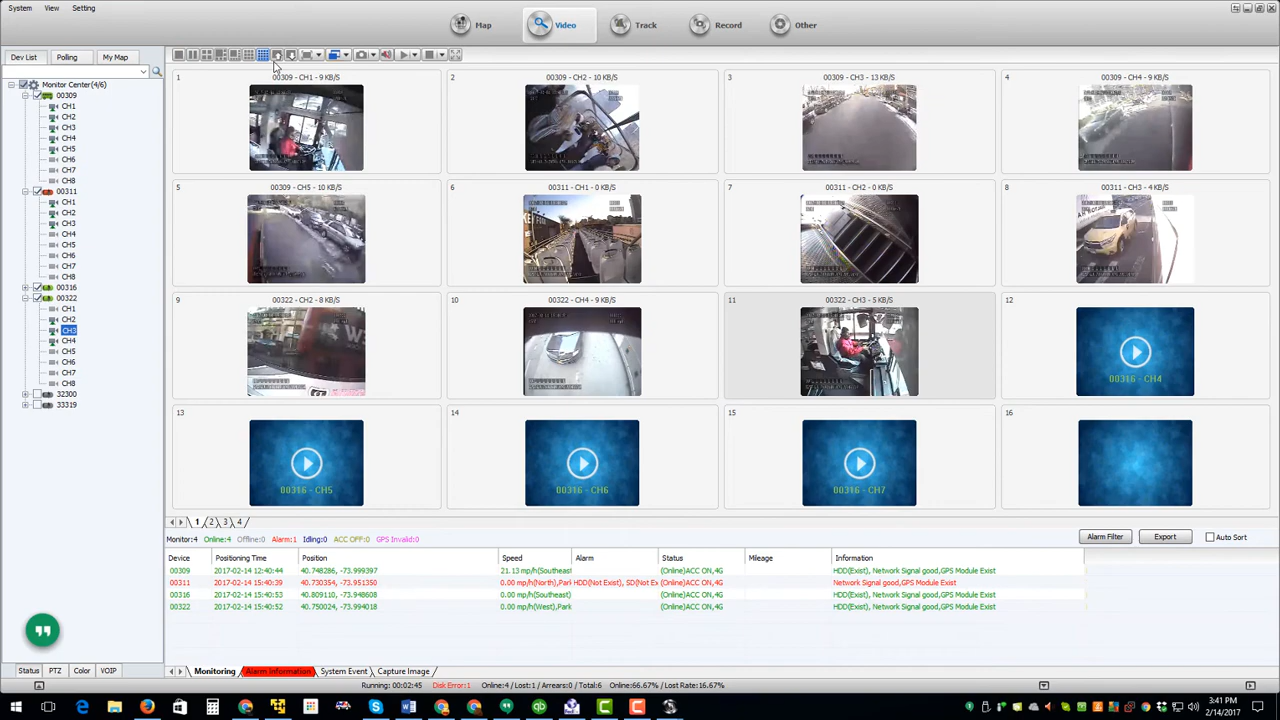 System View Setting
Map Video Track Record Other
Dev List Polling My Map
Monitor Center(4/6)
00309
CH1
CH2
CH3
CH4
CH5
CH6
CH7
CH8
00311
CH1
CH2
CH3
CH4
CH5
CH6
CH7
CH8
00316
00322
CH1
CH2
CH3
CH4
CH5
CH6
CH7
CH8
32300
33319
1 00309 - CH1 - 9 KB/S
2 00309 - CH2 - 10 KB/S
3 00309 - CH3 - 13 KB/S
4 00309 - CH4 - 9 KB/S
5 00309 - CH5 - 10 KB/S
6 00311 - CH1 - 0 KB/S
7 00311 - CH2 - 0 KB/S
8 00311 - CH3 - 4 KB/S
9 00322 - CH2 - 8 KB/S
10 00322 - CH4 - 9 KB/S
11 00322 - CH3 - 5 KB/S
12
00316 - CH4
13 14 15 16
00316 - CH5 00316 - CH6 00316 - CH7
1 2 3 4
Monitor:4 Online:4 Offline:0 Alarm:1 Idling:0 ACC OFF:0 GPS Invalid:0 Alarm Filter Export Auto Sort
Device Positioning Time Position Speed Alarm Status Mileage Information
00309 2017-02-14 12:40:44 40.748286, -73.999397 21.13 mp/h(Southeast (Online)ACC ON,4G HDD(Exist), Network Signal good,GPS Module Exist
00311 2017-02-14 15:40:39 40.730354, -73.951350 0.00 mp/h(North),Park HDD(Not Exist), SD(Not Ex (Online)ACC ON,4G Network Signal good,GPS Module Exist
00316 2017-02-14 15:40:53 40.809110, -73.948608 0.00 mp/h(Southeast) (Online)ACC ON,4G HDD(Exist), Network Signal good,GPS Module Exist
00322 2017-02-14 15:40:52 40.750024, -73.994018 0.00 mp/h(West),Park (Online)ACC ON,4G HDD(Exist), Network Signal good,GPS Module Exist
Status PTZ Color VOIP Monitoring Alarm Information System Event Capture Image
Running: 00:02:45 Disk Error:1 Online:4 / Lost:1 / Arrears:0 / Total:6 Online:66.67% / Lost Rate:16.67%
3:41 PM
2/14/2017